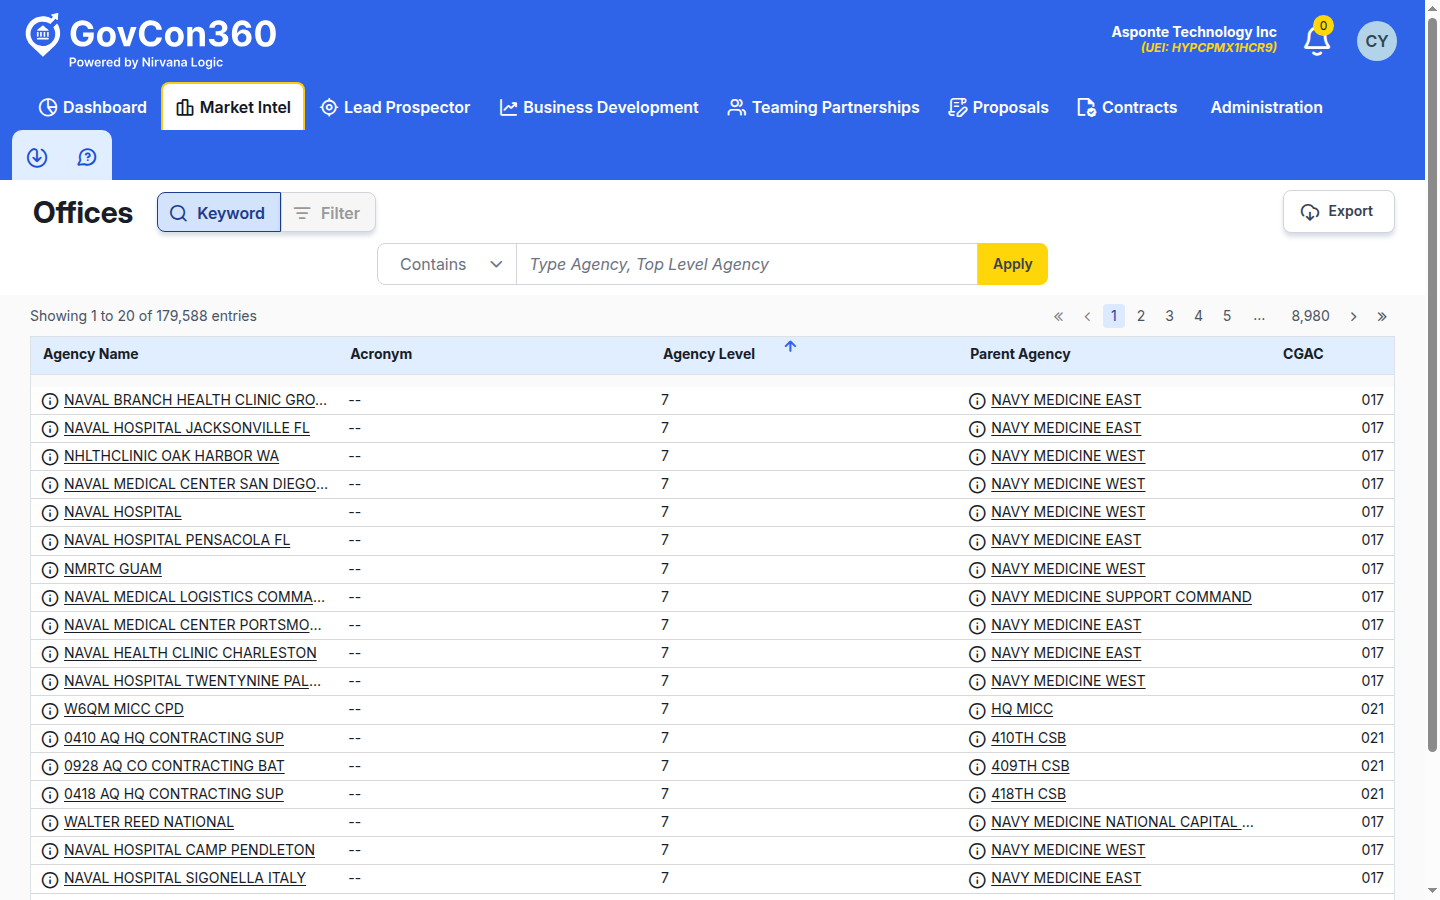 GovCon360
Powered by Nirvana Logic
Asponte Technology Inc
(UEI: HYPCPMX1HCR9)
0
CY
Dashboard
Market Intel
Lead Prospector
Business Development
Teaming Partnerships
Proposals
Contracts
Administration
Offices
Keyword
Filter
Export
Contains
Type Agency, Top Level Agency
Apply
Showing 1 to 20 of 179,588 entries
« ‹ 1 2 3 4 5 ... 8,980 › »
Agency Name Acronym Agency Level Parent Agency CGAC
NAVAL BRANCH HEALTH CLINIC GRO... -- 7 NAVY MEDICINE EAST 017
NAVAL HOSPITAL JACKSONVILLE FL -- 7 NAVY MEDICINE EAST 017
NHLTHCLINIC OAK HARBOR WA -- 7 NAVY MEDICINE WEST 017
NAVAL MEDICAL CENTER SAN DIEGO... -- 7 NAVY MEDICINE WEST 017
NAVAL HOSPITAL -- 7 NAVY MEDICINE WEST 017
NAVAL HOSPITAL PENSACOLA FL -- 7 NAVY MEDICINE EAST 017
NMRTC GUAM -- 7 NAVY MEDICINE WEST 017
NAVAL MEDICAL LOGISTICS COMMA... -- 7 NAVY MEDICINE SUPPORT COMMAND 017
NAVAL MEDICAL CENTER PORTSMO... -- 7 NAVY MEDICINE EAST 017
NAVAL HEALTH CLINIC CHARLESTON -- 7 NAVY MEDICINE EAST 017
NAVAL HOSPITAL TWENTYNINE PAL... -- 7 NAVY MEDICINE WEST 017
W6QM MICC CPD -- 7 HQ MICC 021
0410 AQ HQ CONTRACTING SUP -- 7 410TH CSB 021
0928 AQ CO CONTRACTING BAT -- 7 409TH CSB 021
0418 AQ HQ CONTRACTING SUP -- 7 418TH CSB 021
WALTER REED NATIONAL -- 7 NAVY MEDICINE NATIONAL CAPITAL ... 017
NAVAL HOSPITAL CAMP PENDLETON -- 7 NAVY MEDICINE WEST 017
NAVAL HOSPITAL SIGONELLA ITALY -- 7 NAVY MEDICINE EAST 017